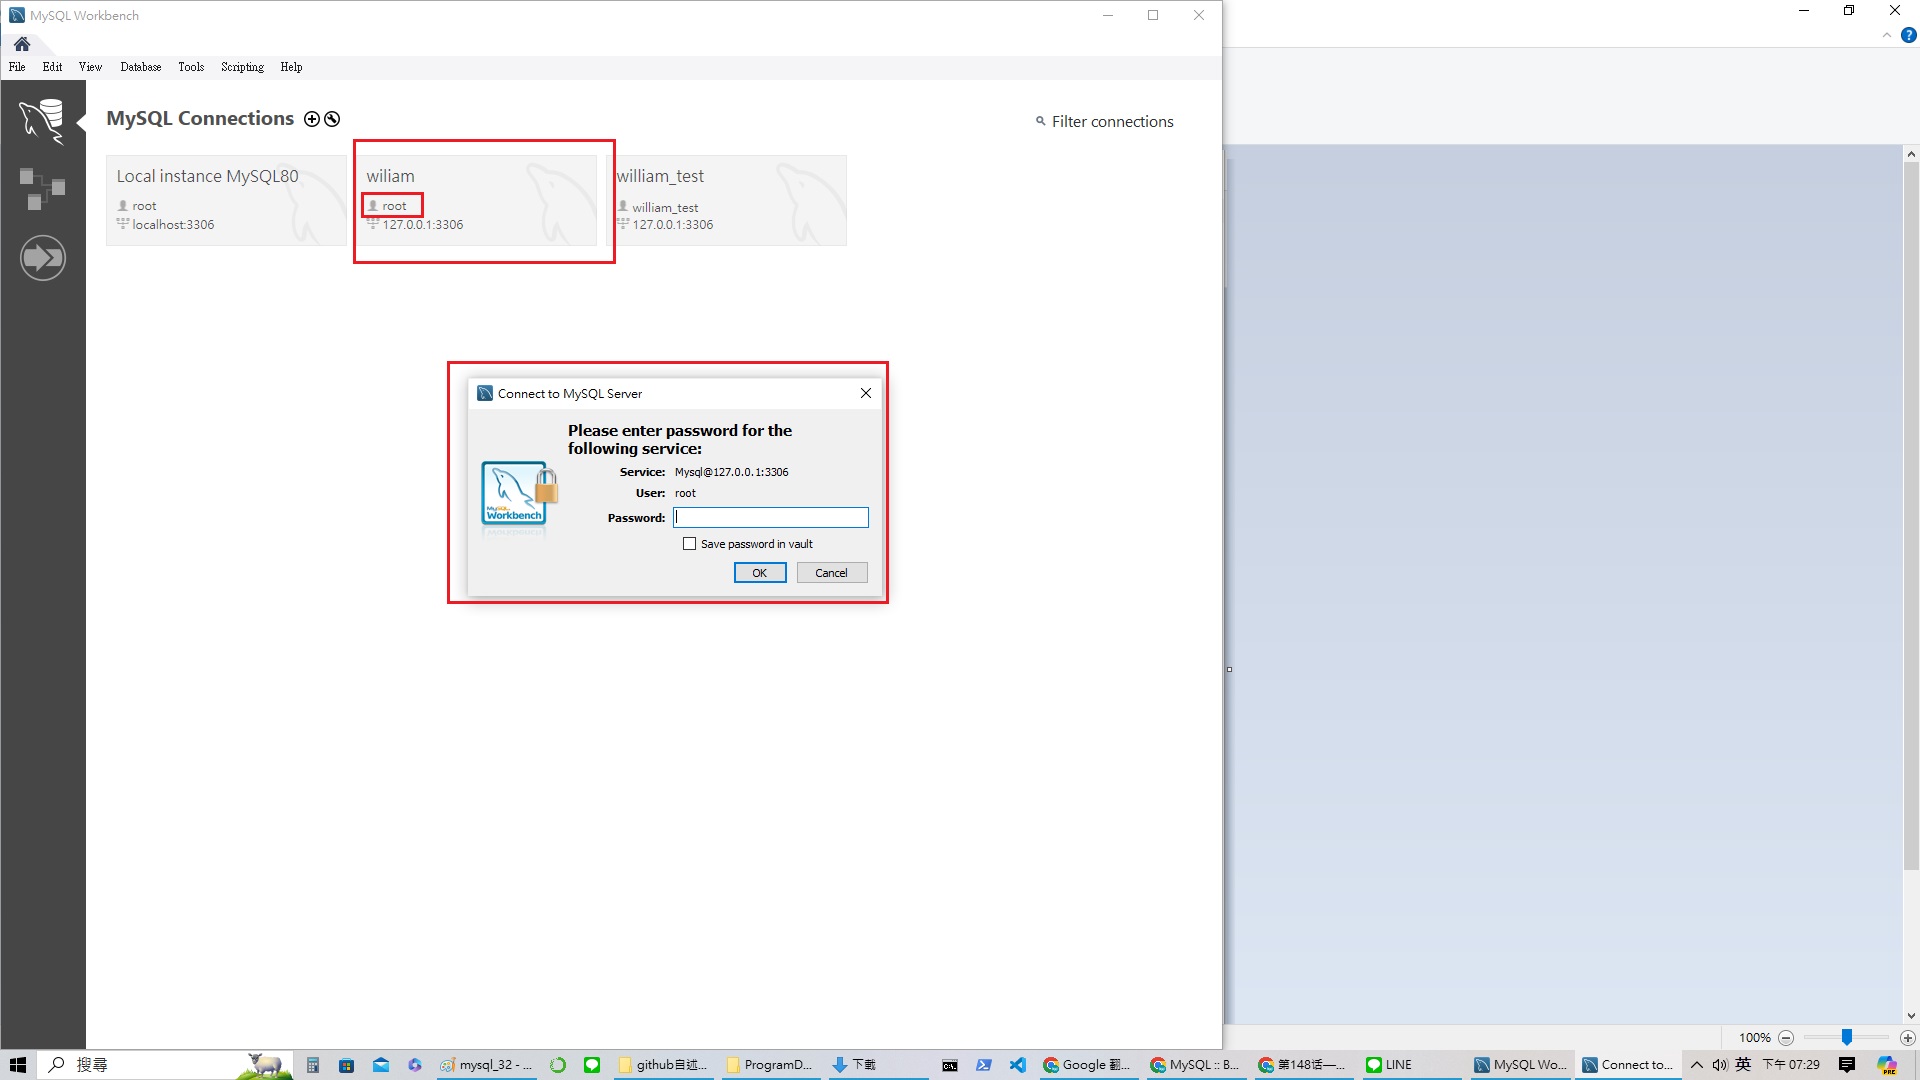 MySQL Workbench
File Edit View Database Tools Scripting Help
MySQL Connections
Filter connections
Local instance MySQL80
root
localhost:3306
wiliam
root
127.0.0.1:3306
william_test
william_test
127.0.0.1:3306
Connect to MySQL Server
Please enter password for the
following service:
Service: Mysql@127.0.0.1:3306
User: root
Password:
Save password in vault
OK Cancel
MySQL
Workbench
100%
搜尋
mysql_32 - ...
github自述...
ProgramD...
下載
Google 翻...
MySQL :: B...
第148话—...
LINE
MySQL Wo...
Connect to...
英
下午 07:29
PRE